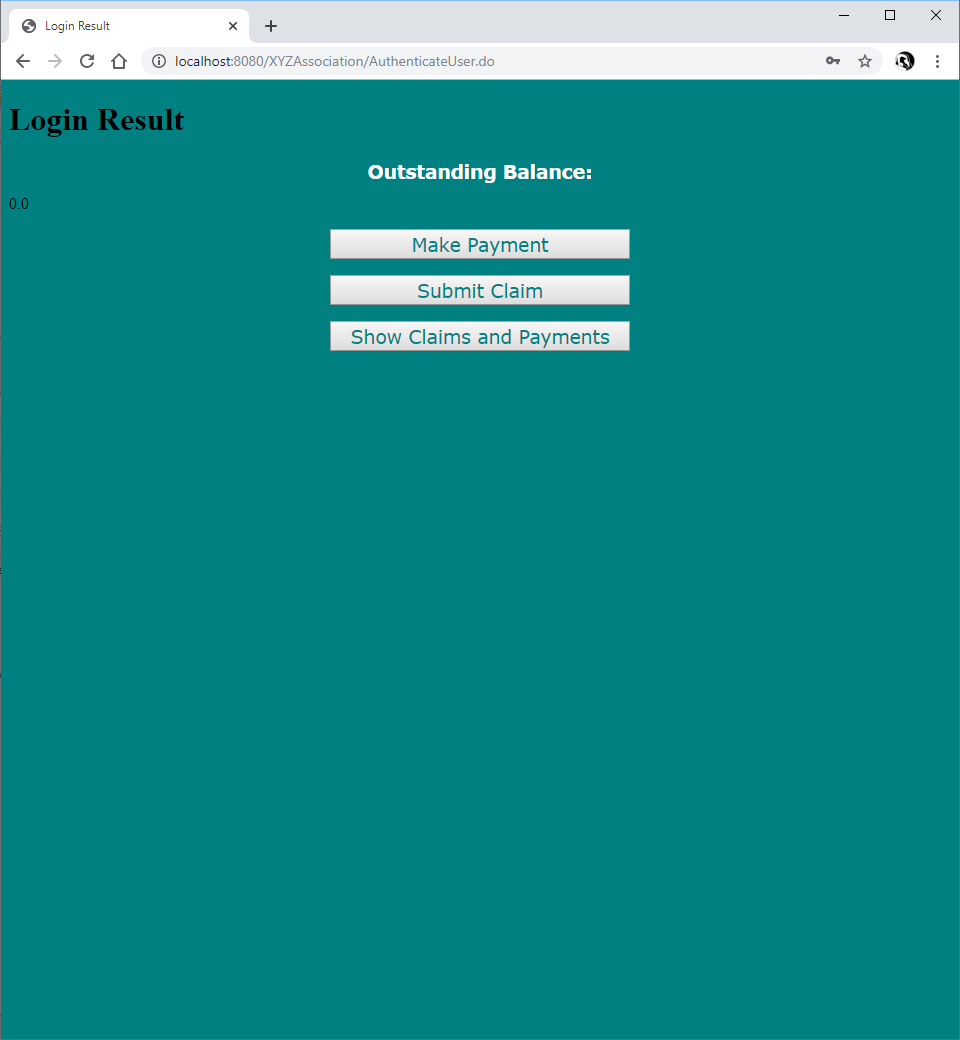 Login Result
localhost:8080/XYZAssociation/AuthenticateUser.do
Login Result
Outstanding Balance:
0.0
Make Payment
Submit Claim
Show Claims and Payments